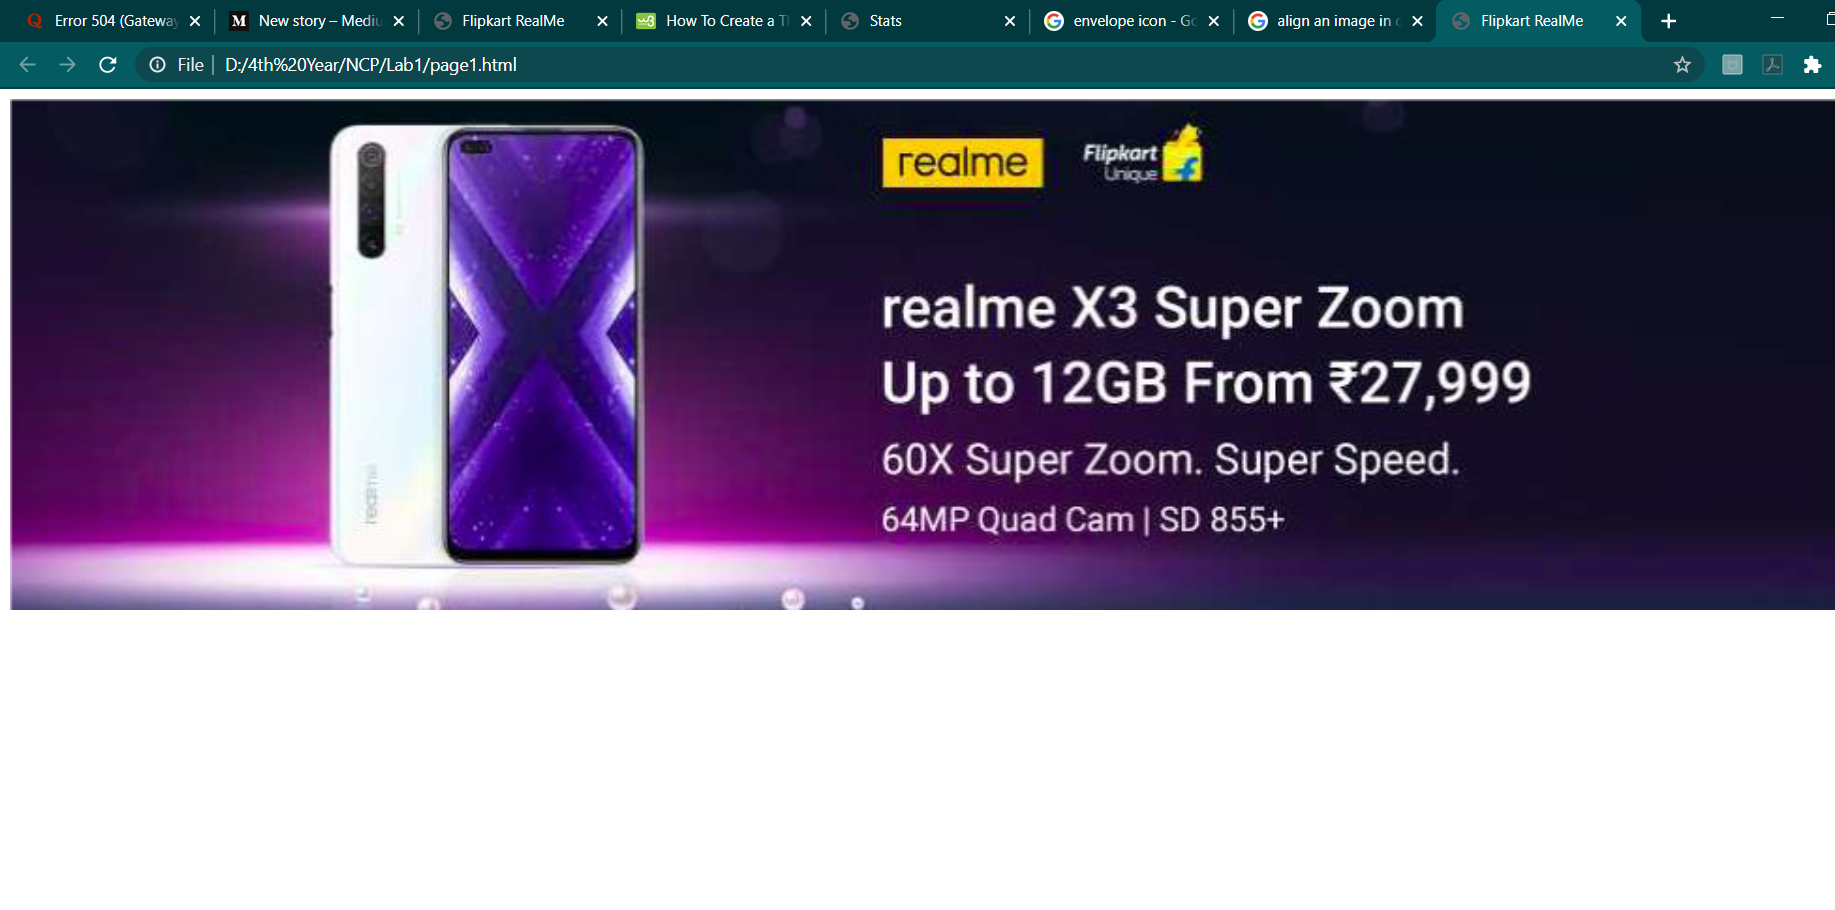 Error 504 (Gateway
New story – Mediu
Flipkart RealMe
How To Create a T
Stats
envelope icon - Go
align an image in c
Flipkart RealMe
File | D:/4th%20Year/NCP/Lab1/page1.html
realme
Flipkart
Unique
realme X3 Super Zoom
Up to 12GB From ₹27,999
60X Super Zoom. Super Speed.
64MP Quad Cam | SD 855+
realme